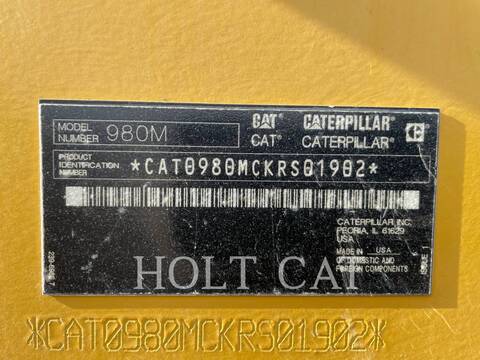 MODEL NUMBER 980M
CAT CATERPILLAR C
CAT CATERPILLAR
PRODUCT IDENTIFICATION NUMBER *CAT0980MCKRS01902*
CATERPILLAR INC.
PEORIA, IL 61629
USA
MADE IN USA
OF DOMESTIC AND
FOREIGN COMPONENTS
HOLT CAT
*CAT0980MCKRS01902*